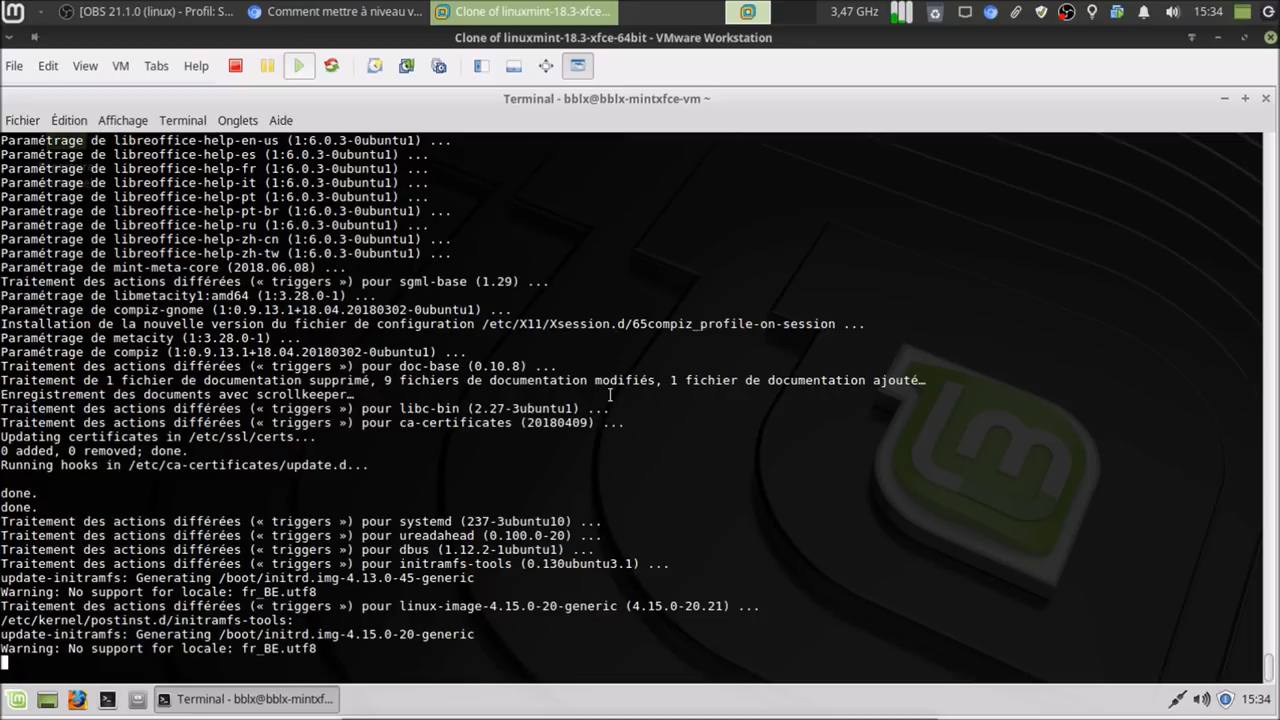 [OBS 21.1.0 (linux) - Profil: S...
Comment mettre à niveau v...
Clone of linuxmint-18.3-xfce...
3,47 GHz
15:34
Clone of linuxmint-18.3-xfce-64bit - VMware Workstation
File Edit View VM Tabs Help
Terminal - bblx@bblx-mintxfce-vm ~
Fichier Édition Affichage Terminal Onglets Aide
Paramétrage de libreoffice-help-en-us (1:6.0.3-0ubuntu1) ...
Paramétrage de libreoffice-help-es (1:6.0.3-0ubuntu1) ...
Paramétrage de libreoffice-help-fr (1:6.0.3-0ubuntu1) ...
Paramétrage de libreoffice-help-it (1:6.0.3-0ubuntu1) ...
Paramétrage de libreoffice-help-pt (1:6.0.3-0ubuntu1) ...
Paramétrage de libreoffice-help-pt-br (1:6.0.3-0ubuntu1) ...
Paramétrage de libreoffice-help-ru (1:6.0.3-0ubuntu1) ...
Paramétrage de libreoffice-help-zh-cn (1:6.0.3-0ubuntu1) ...
Paramétrage de libreoffice-help-zh-tw (1:6.0.3-0ubuntu1) ...
Paramétrage de mint-meta-core (2018.06.08) ...
Traitement des actions différées (« triggers ») pour sgml-base (1.29) ...
Paramétrage de libmetacity1:amd64 (1:3.28.0-1) ...
Paramétrage de compiz-gnome (1:0.9.13.1+18.04.20180302-0ubuntu1) ...
Installation de la nouvelle version du fichier de configuration /etc/X11/Xsession.d/65compiz_profile-on-session ...
Paramétrage de metacity (1:3.28.0-1) ...
Paramétrage de compiz (1:0.9.13.1+18.04.20180302-0ubuntu1) ...
Traitement des actions différées (« triggers ») pour doc-base (0.10.8) ...
Traitement de 1 fichier de documentation supprimé, 9 fichiers de documentation modifiés, 1 fichier de documentation ajouté…
Enregistrement des documents avec scrollkeeper…
Traitement des actions différées (« triggers ») pour libc-bin (2.27-3ubuntu1) ...
Traitement des actions différées (« triggers ») pour ca-certificates (20180409) ...
Updating certificates in /etc/ssl/certs...
0 added, 0 removed; done.
Running hooks in /etc/ca-certificates/update.d...
done.
done.
Traitement des actions différées (« triggers ») pour systemd (237-3ubuntu10) ...
Traitement des actions différées (« triggers ») pour ureadahead (0.100.0-20) ...
Traitement des actions différées (« triggers ») pour dbus (1.12.2-1ubuntu1) ...
Traitement des actions différées (« triggers ») pour initramfs-tools (0.130ubuntu3.1) ...
update-initramfs: Generating /boot/initrd.img-4.13.0-45-generic
Warning: No support for locale: fr_BE.utf8
Traitement des actions différées (« triggers ») pour linux-image-4.15.0-20-generic (4.15.0-20.21) ...
/etc/kernel/postinst.d/initramfs-tools:
update-initramfs: Generating /boot/initrd.img-4.15.0-20-generic
Warning: No support for locale: fr_BE.utf8
Terminal - bblx@bblx-mintxf...
15:34